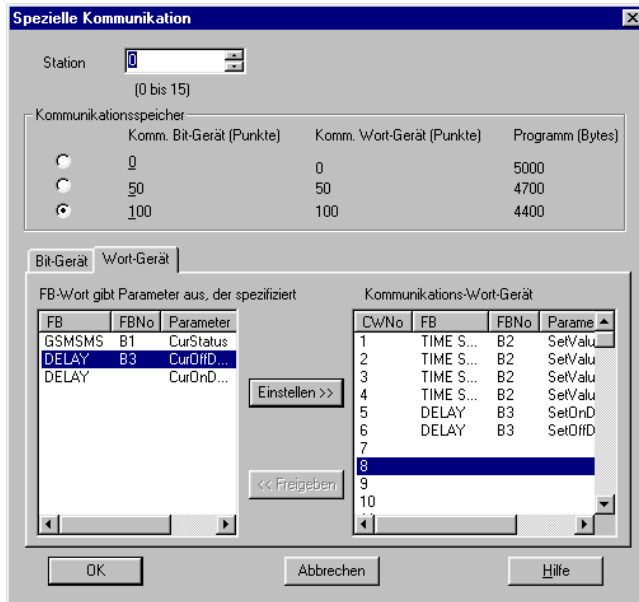 Spezielle Kommunikation
Station 0
(0 bis 15)
Kommunikationsspeicher
Komm. Bit-Gerät (Punkte) Komm. Wort-Gerät (Punkte) Programm (Bytes)
0 0 5000
50 50 4700
100 100 4400
Bit-Gerät Wort-Gerät
FB-Wort gibt Parameter aus, der spezifiziert Kommunikations-Wort-Gerät
FB FBNo Parameter CWNo FB FBNo Parame
GSMSMS B1 CurStatus 1 TIME S... B2 SetValu
DELAY B3 CurOffD... 2 TIME S... B2 SetValu
DELAY CurOnD... 3 TIME S... B2 SetValu
4 TIME S... B2 SetValu
Einstellen >> 5 DELAY B3 SetOnD
6 DELAY B3 SetOffD
7
8
<< Freigeben 9
10
OK Abbrechen Hilfe